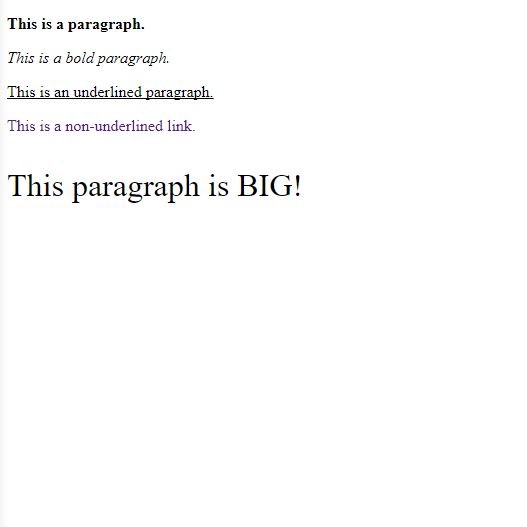 This is a paragraph.
This is a bold paragraph.
This is an underlined paragraph.
This is a non-underlined link.
This paragraph is BIG!